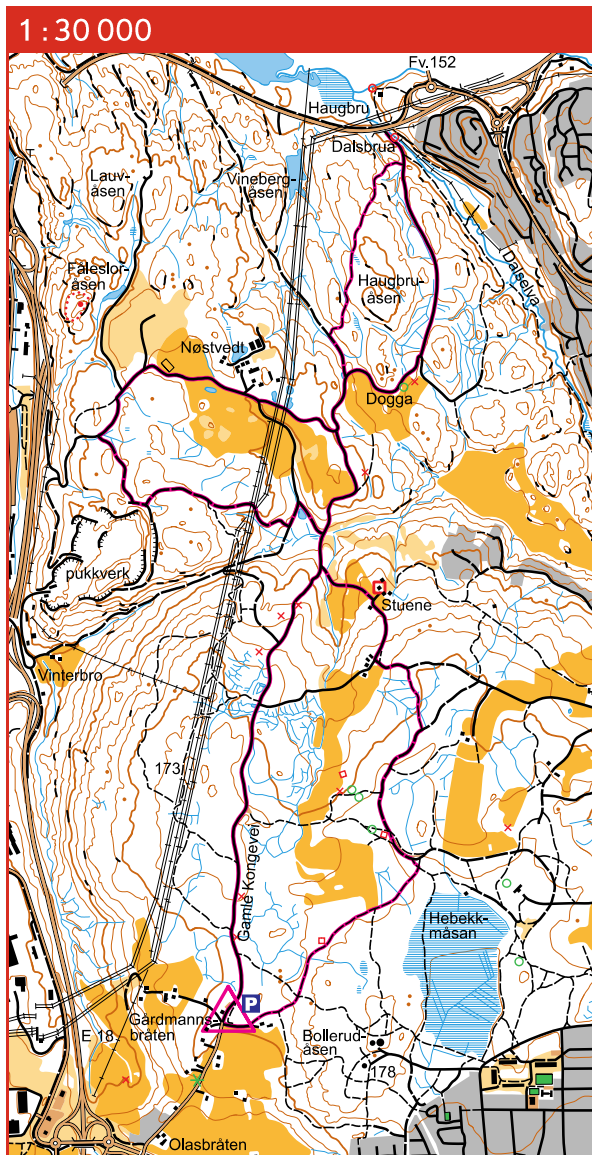 1 : 30 000
Fv.152
Haugbru
Dalsbrua
Lauv-
åsen
Vineberg-
åsen
Dalselva
Fåleslor-
åsen
Haugbru-
åsen
Nøstvedt
Dogga
pukkverk
Stuene
Vinterbro
173
Gamle Kongevei
Hebekk-
måsan
P
Gårdmanns-
bråten
E 18
Bollerud-
åsen
178
Olasbråten